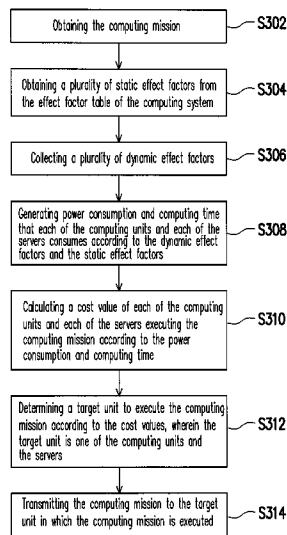 Obtaining the computing mission
S302
Obtaining a plurality of static effect factors from
the effect factor table of the computing system
S304
Collecting a plurality of dynamic effect factors
S306
Generating power consumption and computing time
that each of the computing units and each of the
servers consumes according to the dynamic effect
factors and the static effect factors
S308
Calculating a cost value of each of the computing
units and each of the servers executing the
computing mission according to the power
consumption and computing time
S310
Determining a target unit to execute the computing
mission according to the cost values, wherein the
target unit is one of the computing units and
the servers
S312
Transmitting the computing mission to the target
unit in which the computing mission is executed
S314